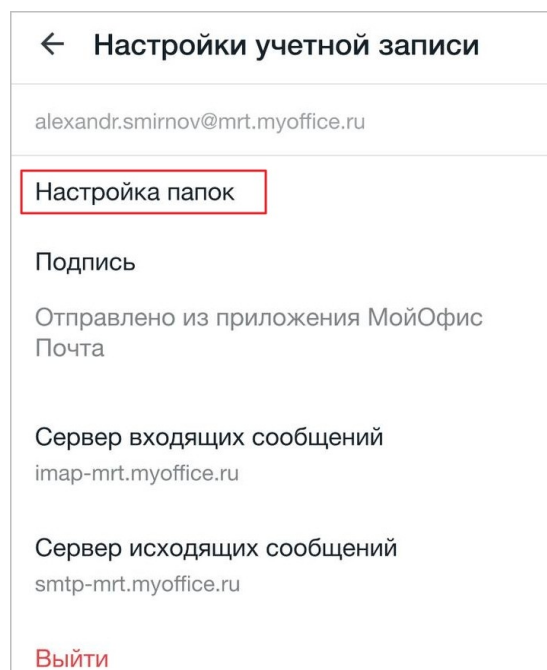 Настройки учетной записи
alexandr.smirnov@mrt.myoffice.ru
Настройка папок
Подпись
Отправлено из приложения МойОфис
Почта
Сервер входящих сообщений
imap-mrt.myoffice.ru
Сервер исходящих сообщений
smtp-mrt.myoffice.ru
Выйти